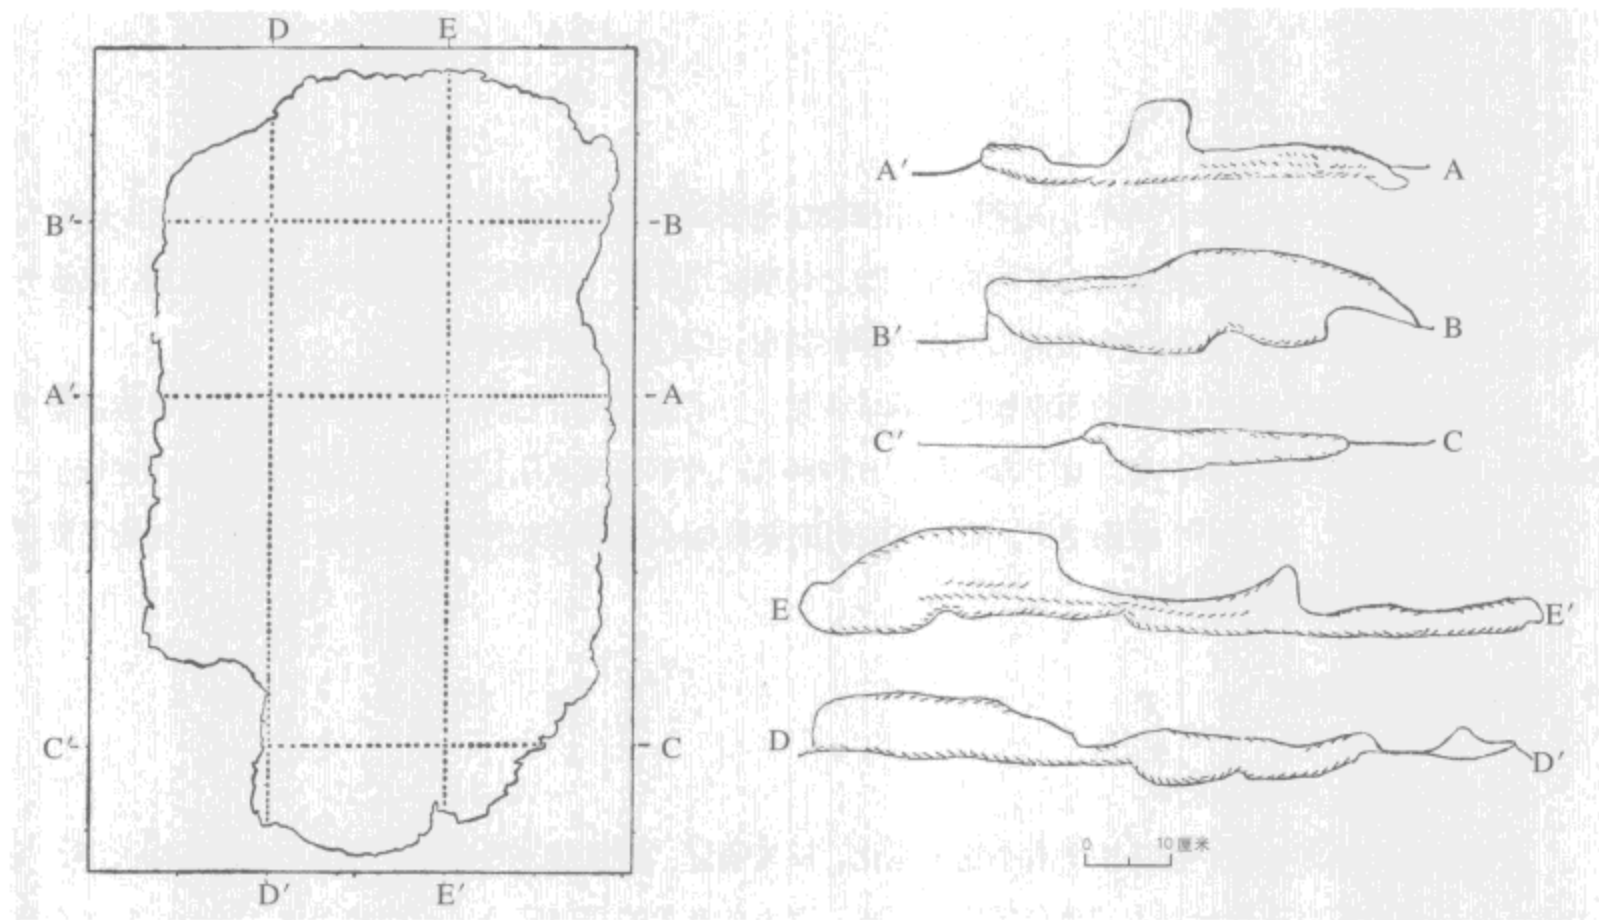 D E
B′ B
A′ A
C′ C
D′ E′
A′ A
B′ B
C′ C
E E′
D D′
0 10厘米